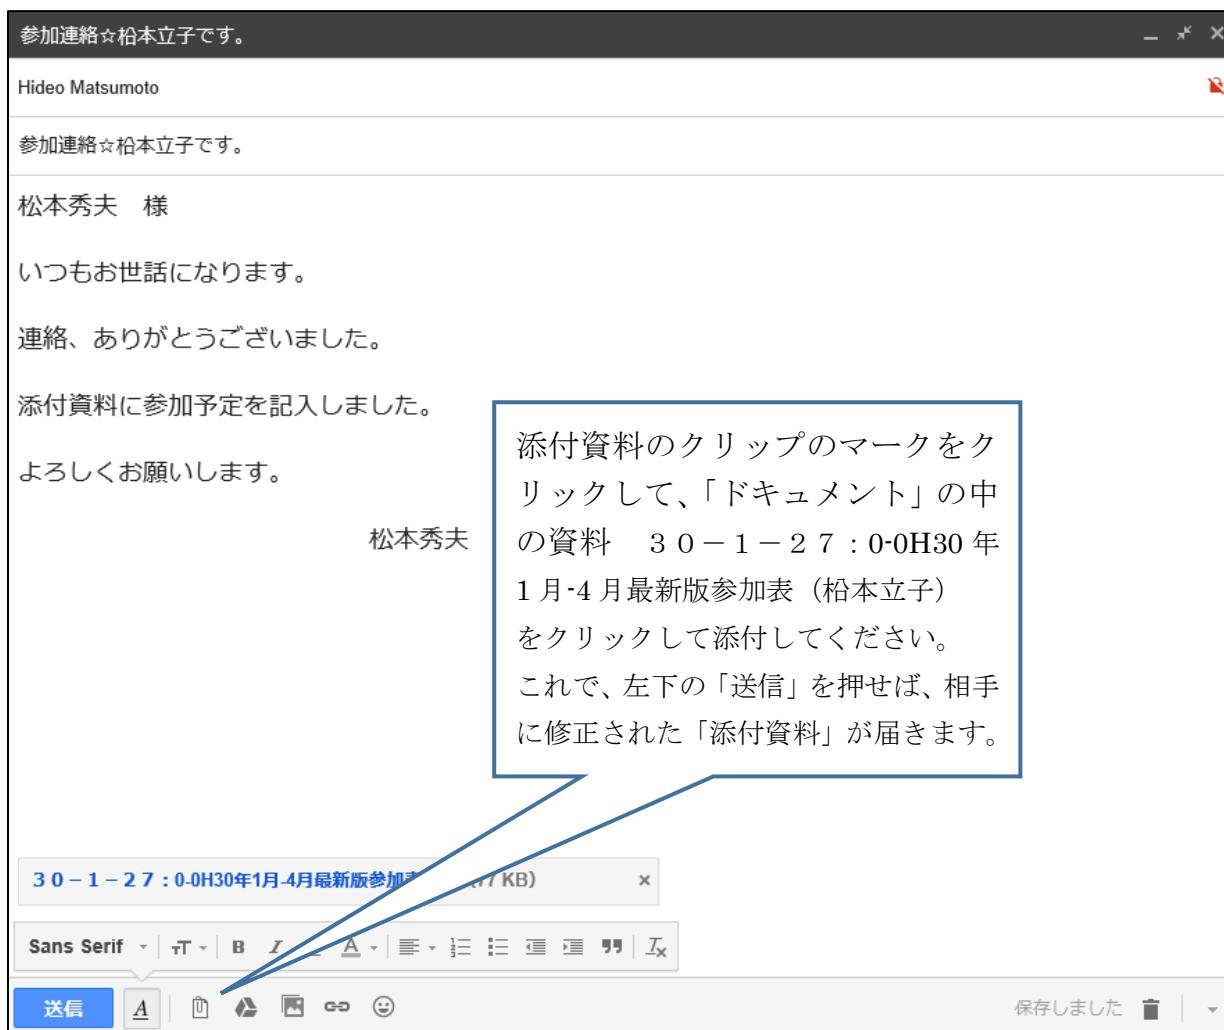 参加連絡☆柗本立子です。
Hideo Matsumoto
参加連絡☆柗本立子です。
松本秀夫　様
いつもお世話になります。
連絡、ありがとうございました。
添付資料に参加予定を記入しました。
よろしくお願いします。
松本秀夫
添付資料のクリップのマークをク
リックして、「ドキュメント」の中
の資料　３０－１－２７：0-0H30 年
1 月-4 月最新版参加表（柗本立子）
をクリックして添付してください。
これで、左下の「送信」を押せば、相手
に修正された「添付資料」が届きます。
３０－１－２７：0-0H30年1月-4月最新版参加 KB)
Sans Serif
送信
保存しました